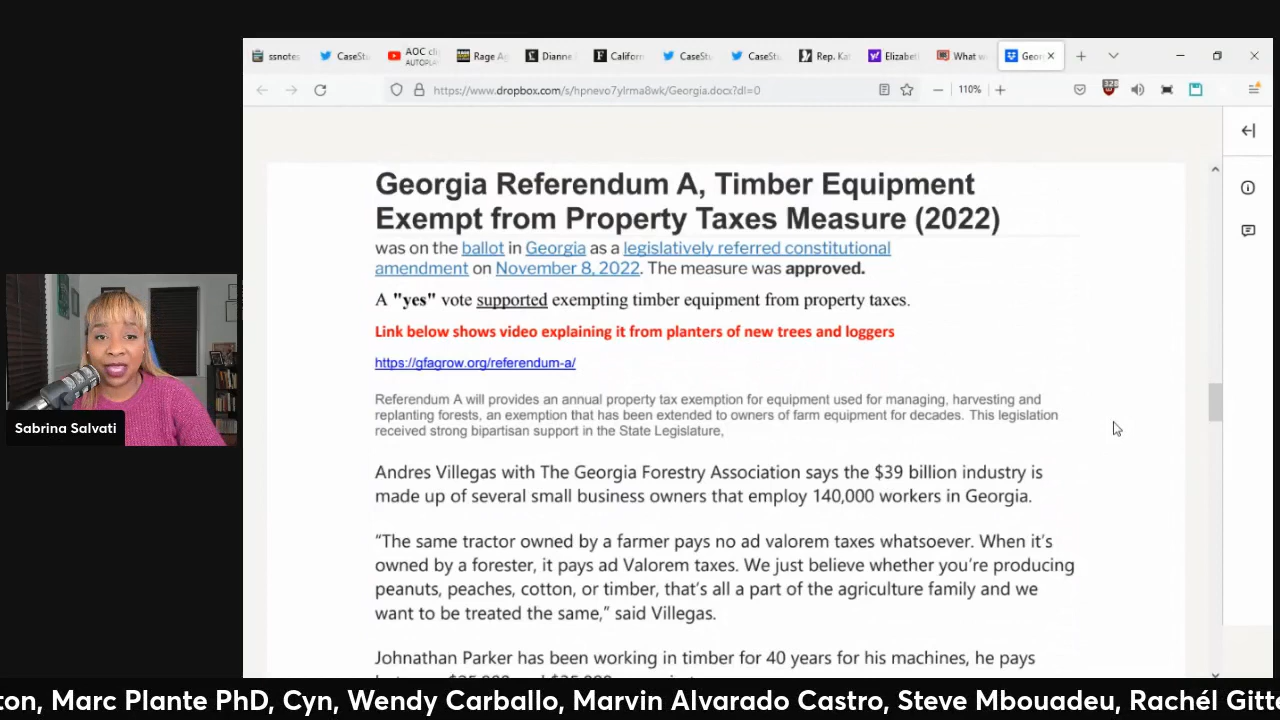 ssnotes
CaseSt
AOC cli
AUTOPLAY
Rage Ag
Dianne
Californ
CaseSt
CaseSt
Rep. Kat
Elizabet
What w
Geor
https://www.dropbox.com/s/hpnevo7ylrma8wk/Georgia.docx?dl=0
110%
Georgia Referendum A, Timber Equipment
Exempt from Property Taxes Measure (2022)
was on the ballot in Georgia as a legislatively referred constitutional
amendment on November 8, 2022. The measure was approved.
A "yes" vote supported exempting timber equipment from property taxes.
Link below shows video explaining it from planters of new trees and loggers
https://gfagrow.org/referendum-a/
Referendum A will provides an annual property tax exemption for equipment used for managing, harvesting and
replanting forests, an exemption that has been extended to owners of farm equipment for decades. This legislation
received strong bipartisan support in the State Legislature,
Andres Villegas with The Georgia Forestry Association says the $39 billion industry is
made up of several small business owners that employ 140,000 workers in Georgia.
“The same tractor owned by a farmer pays no ad valorem taxes whatsoever. When it’s
owned by a forester, it pays ad Valorem taxes. We just believe whether you’re producing
peanuts, peaches, cotton, or timber, that’s all a part of the agriculture family and we
want to be treated the same,” said Villegas.
Johnathan Parker has been working in timber for 40 years for his machines, he pays
Sabrina Salvati
ton, Marc Plante PhD, Cyn, Wendy Carballo, Marvin Alvarado Castro, Steve Mbouadeu, Rachél Gitte